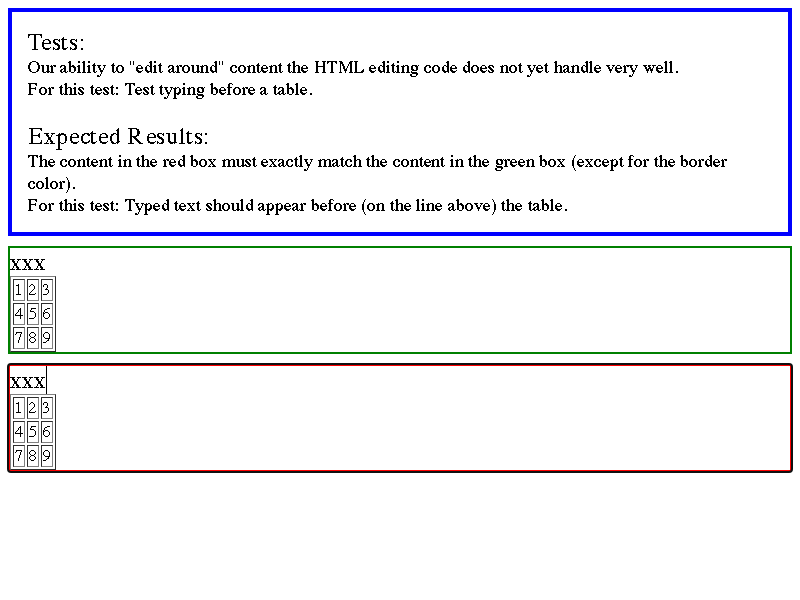 Tests:
Our ability to "edit around" content the HTML editing code does not yet handle very well.
For this test: Test typing before a table.
Expected Results:
The content in the red box must exactly match the content in the green box (except for the border
color).
For this test: Typed text should appear before (on the line above) the table.
xxx
1 2 3
4 5 6
7 8 9
xxx
1 2 3
4 5 6
7 8 9